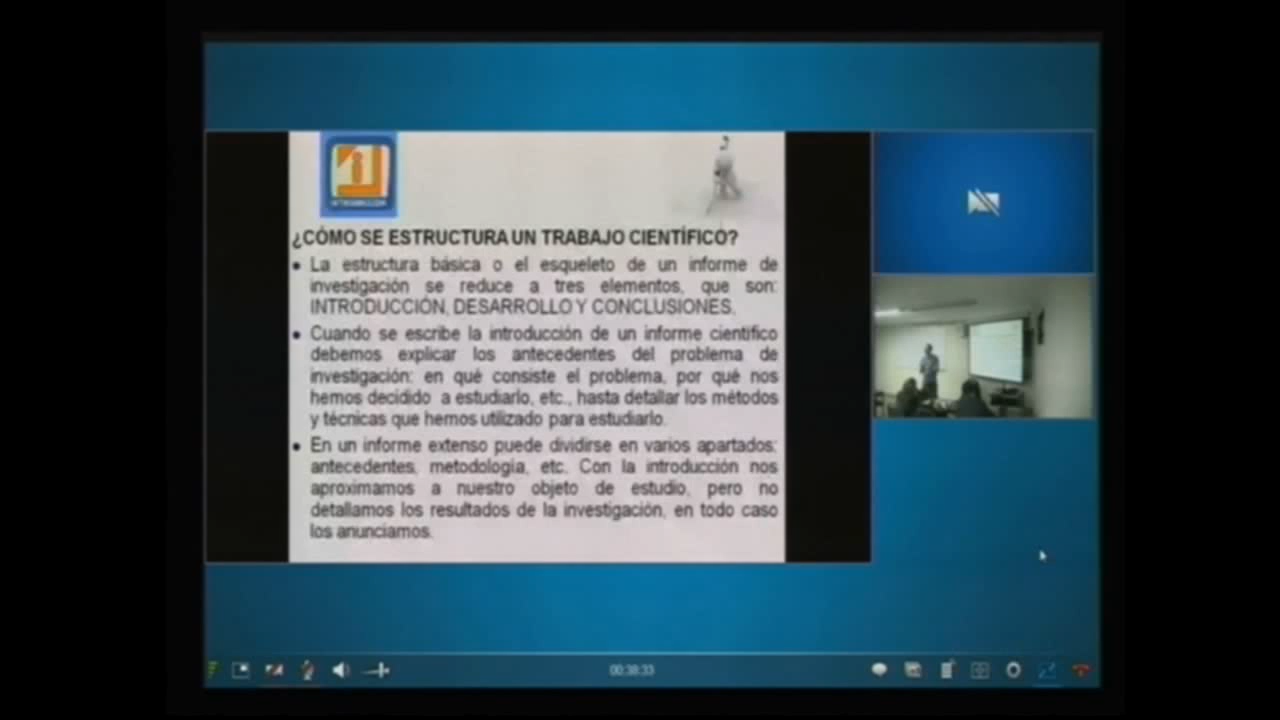 ¿CÓMO SE ESTRUCTURA UN TRABAJO CIENTÍFICO?
• La estructura básica o el esqueleto de un informe de
investigación se reduce a tres elementos, que son:
INTRODUCCIÓN, DESARROLLO Y CONCLUSIONES.
• Cuando se escribe la introducción de un informe científico
debemos explicar los antecedentes del problema de
investigación: en qué consiste el problema, por qué nos
hemos decidido a estudiarlo, etc., hasta detallar los métodos
y técnicas que hemos utilizado para estudiarlo.
• En un informe extenso puede dividirse en varios apartados:
antecedentes, metodología, etc. Con la introducción nos
aproximamos a nuestro objeto de estudio, pero no
detallamos los resultados de la investigación, en todo caso
los anunciamos.
00:38:33